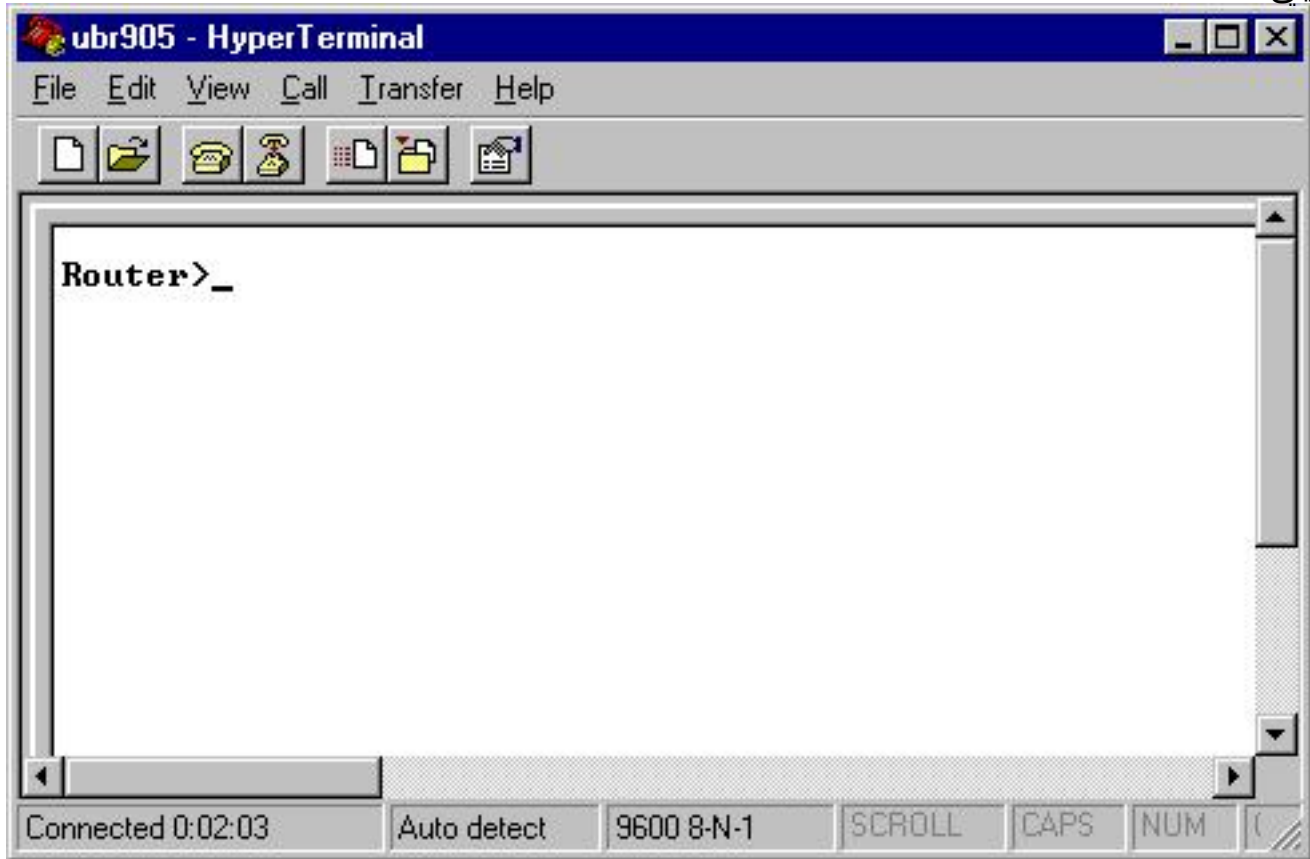 ubr905 - HyperTerminal
File Edit View Call Transfer Help
Router>_
Connected 0:02:03 Auto detect 9600 8-N-1 SCROLL CAPS NUM